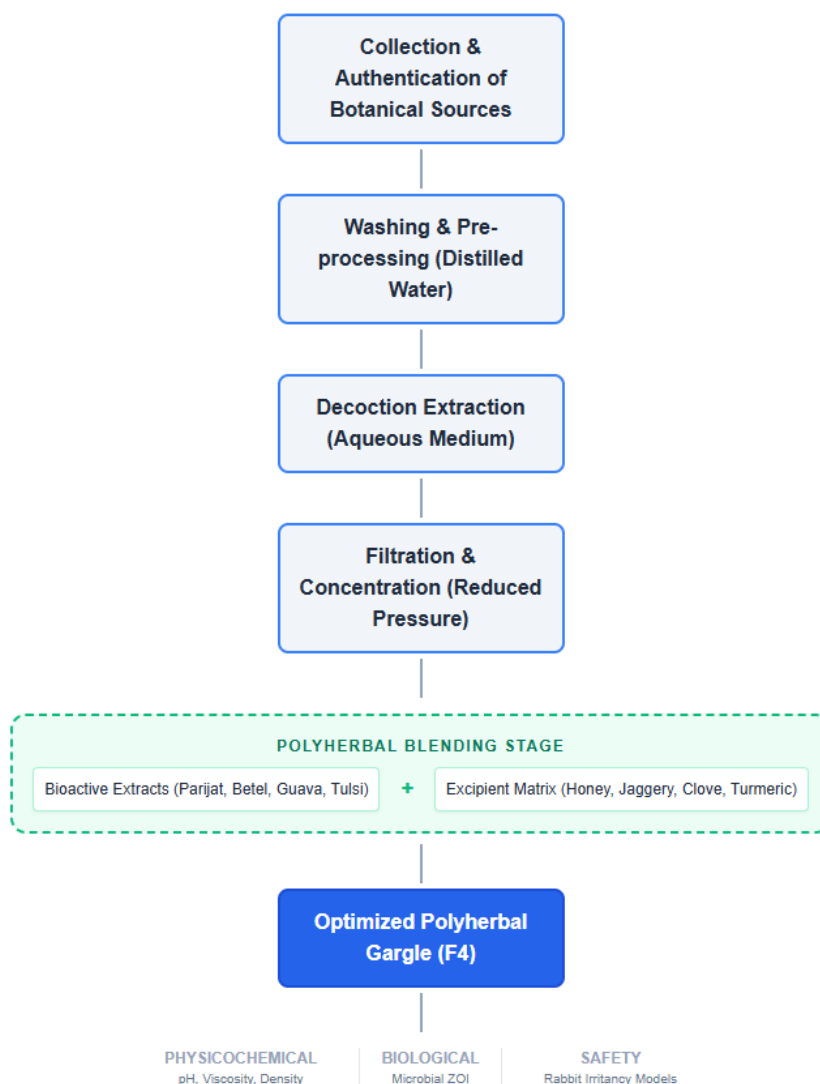 Collection &
Authentication of
Botanical Sources
Washing & Pre-
processing (Distilled
Water)
Decoction Extraction
(Aqueous Medium)
Filtration &
Concentration (Reduced
Pressure)
POLYHERBAL BLENDING STAGE
Bioactive Extracts (Parijat, Betel, Guava, Tulsi) + Excipient Matrix (Honey, Jaggery, Clove, Turmeric)
Optimized Polyherbal
Gargle (F4)
PHYSICOCHEMICAL BIOLOGICAL SAFETY
pH, Viscosity, Density Microbial ZOI Rabbit Irritancy Models